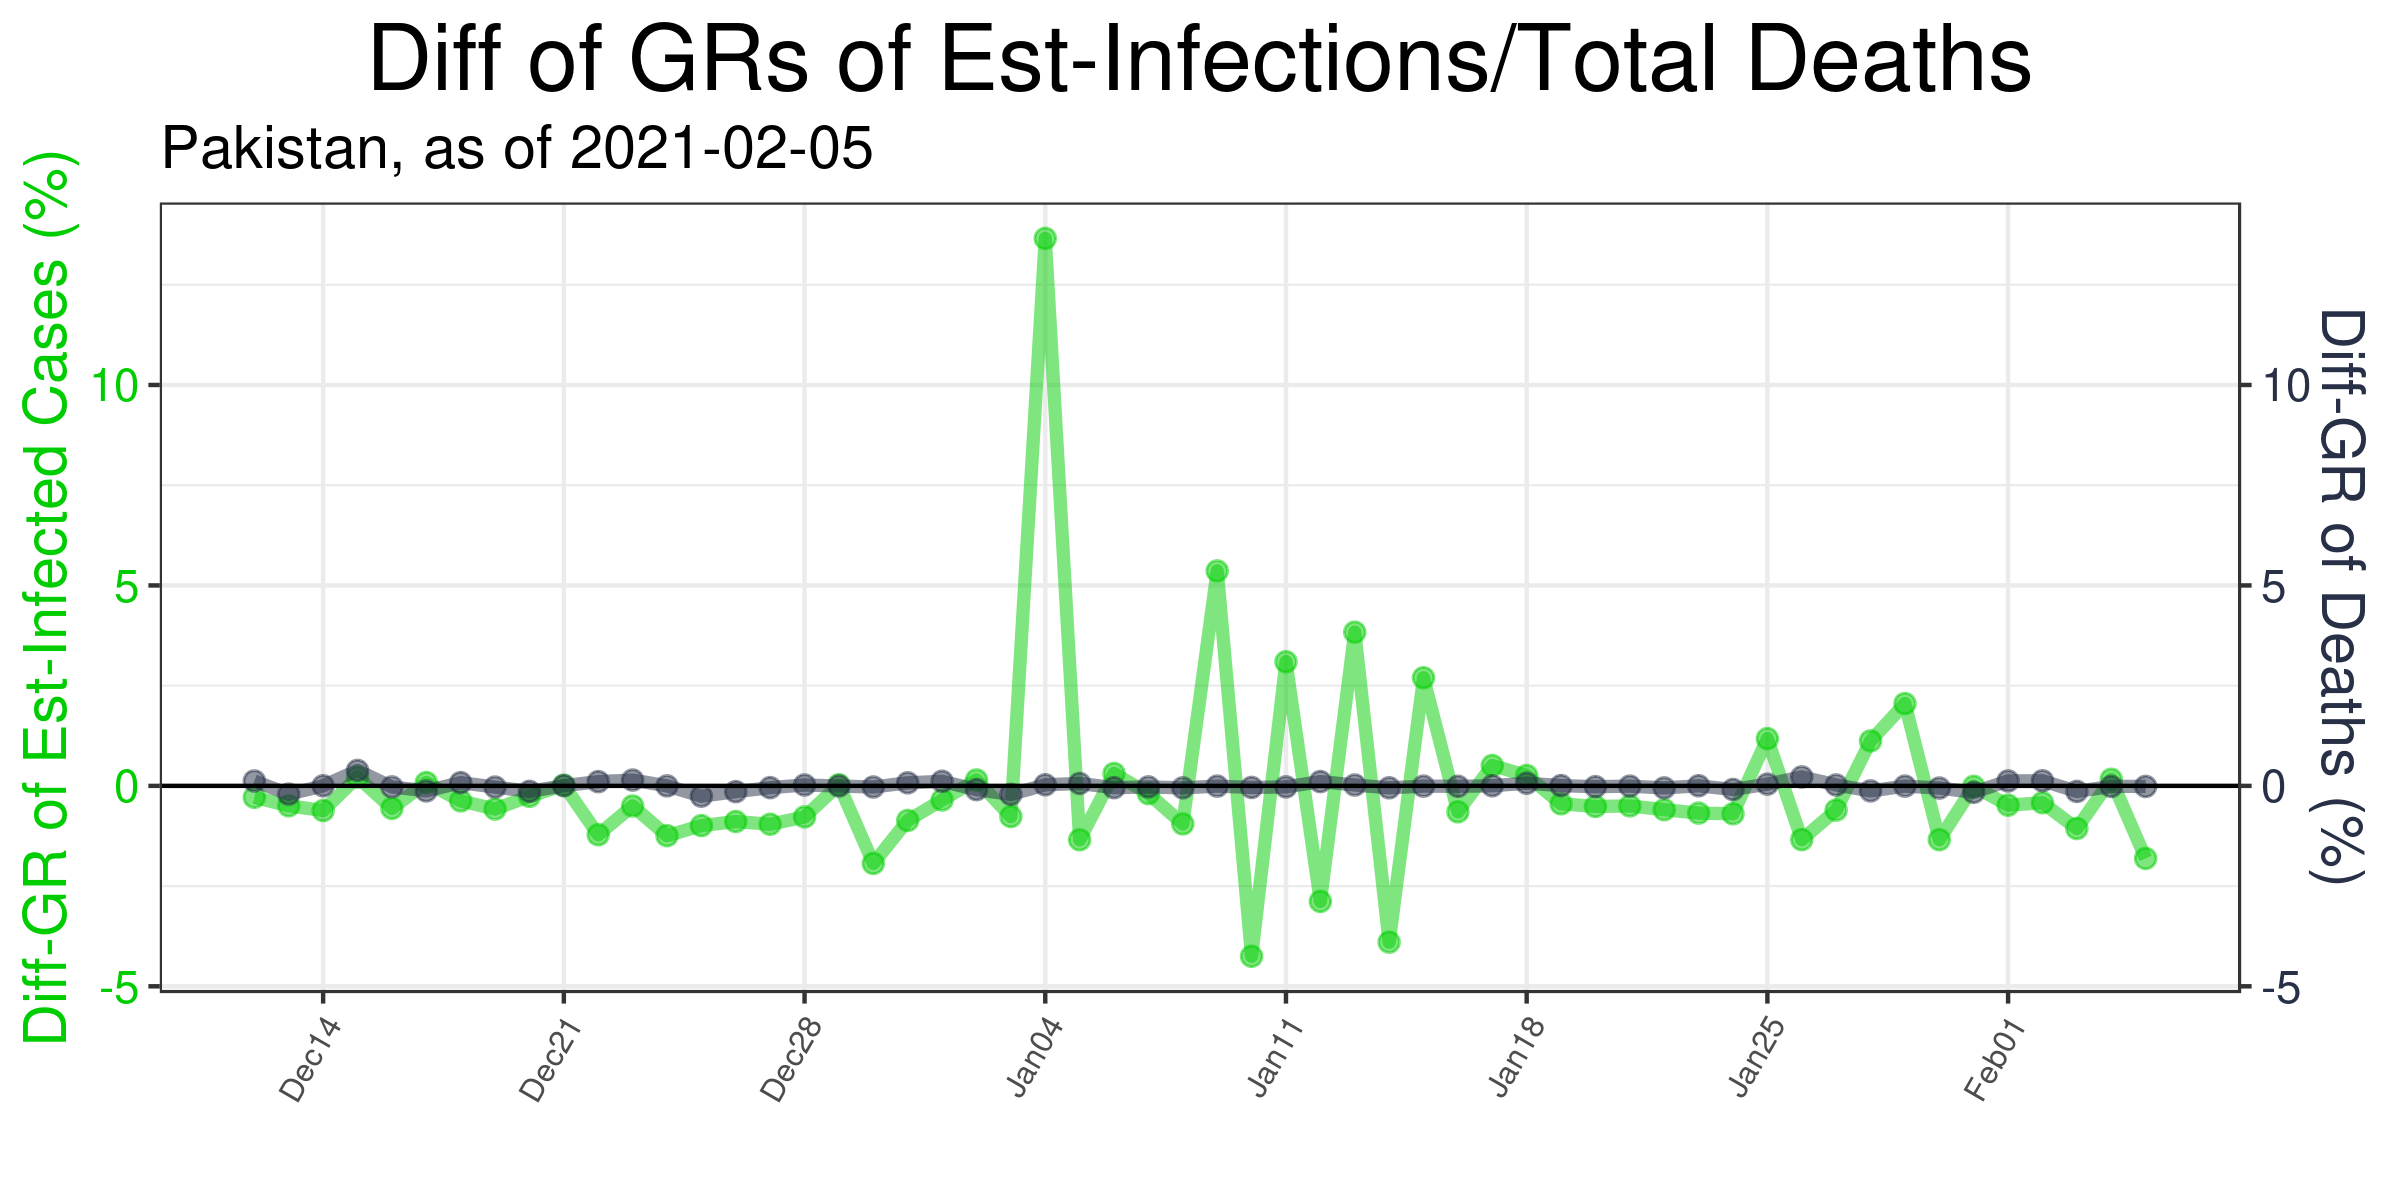 Diff of GRs of Est-Infections/Total Deaths
Pakistan, as of 2021-02-05
Diff-GR of Est-Infected Cases (%)
10
5
0
-5
10
5
0
-5
Diff-GR of Deaths (%)
Dec14
Dec21
Dec28
Jan04
Jan11
Jan18
Jan25
Feb01